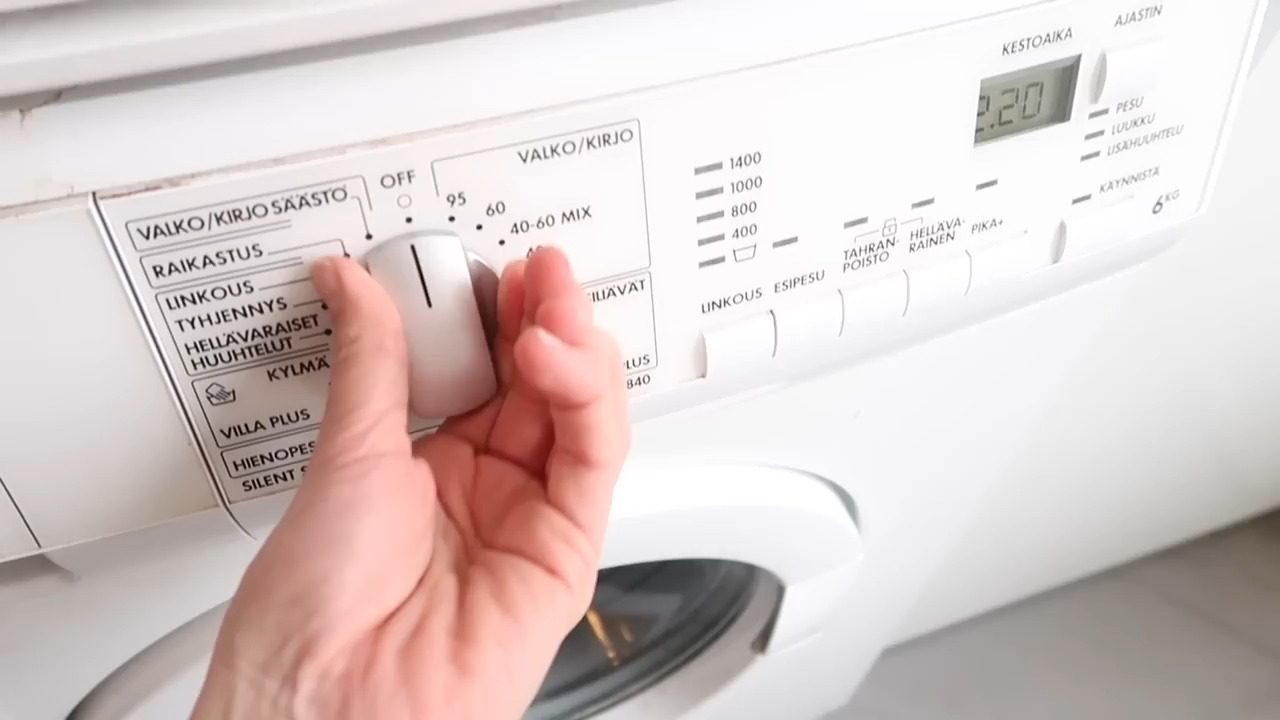 VALKO/KIRJO SÄÄSTÖ
RAIKASTUS
LINKOUS
TYHJENNYS
HELLÄVARAISET
HUUHTELUT
KYLMÄ
VILLA PLUS
SILENT
OFF
VALKO/KIRJO
95
60
40-60 MIX
1400
1000
800
400
LINKOUS
ESIPESU
TAHRAN-
POISTO
HELLÄVA-
RAINEN
PIKA+
KESTOAIKA
2.20
AJASTIN
PESU
LUUKKU
LISÄHUUHTELU
KÄYNNISTÄ
6KG